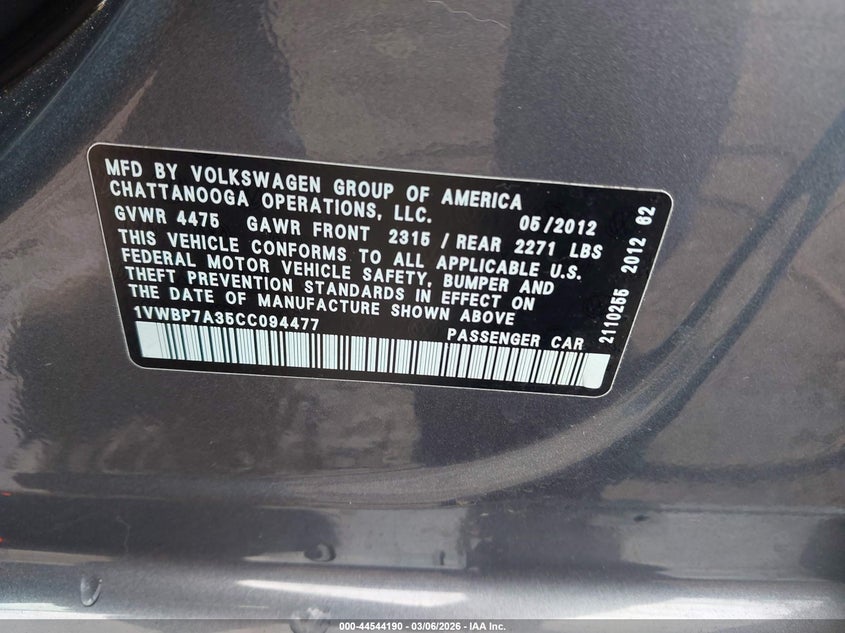 MFD BY VOLKSWAGEN GROUP OF AMERICA
CHATTANOOGA OPERATIONS, LLC. 05/2012
GVWR 4475 GAWR FRONT 2315 / REAR 2271 LBS
THIS VEHICLE CONFORMS TO ALL APPLICABLE U.S.
FEDERAL MOTOR VEHICLE SAFETY, BUMPER AND
THEFT PREVENTION STANDARDS IN EFFECT ON
THE DATE OF MANUFACTURE SHOWN ABOVE
1VWBP7A35CC094477 PASSENGER CAR
2110255 2012 62
000-44544190 - 03/06/2026 - IAA Inc.